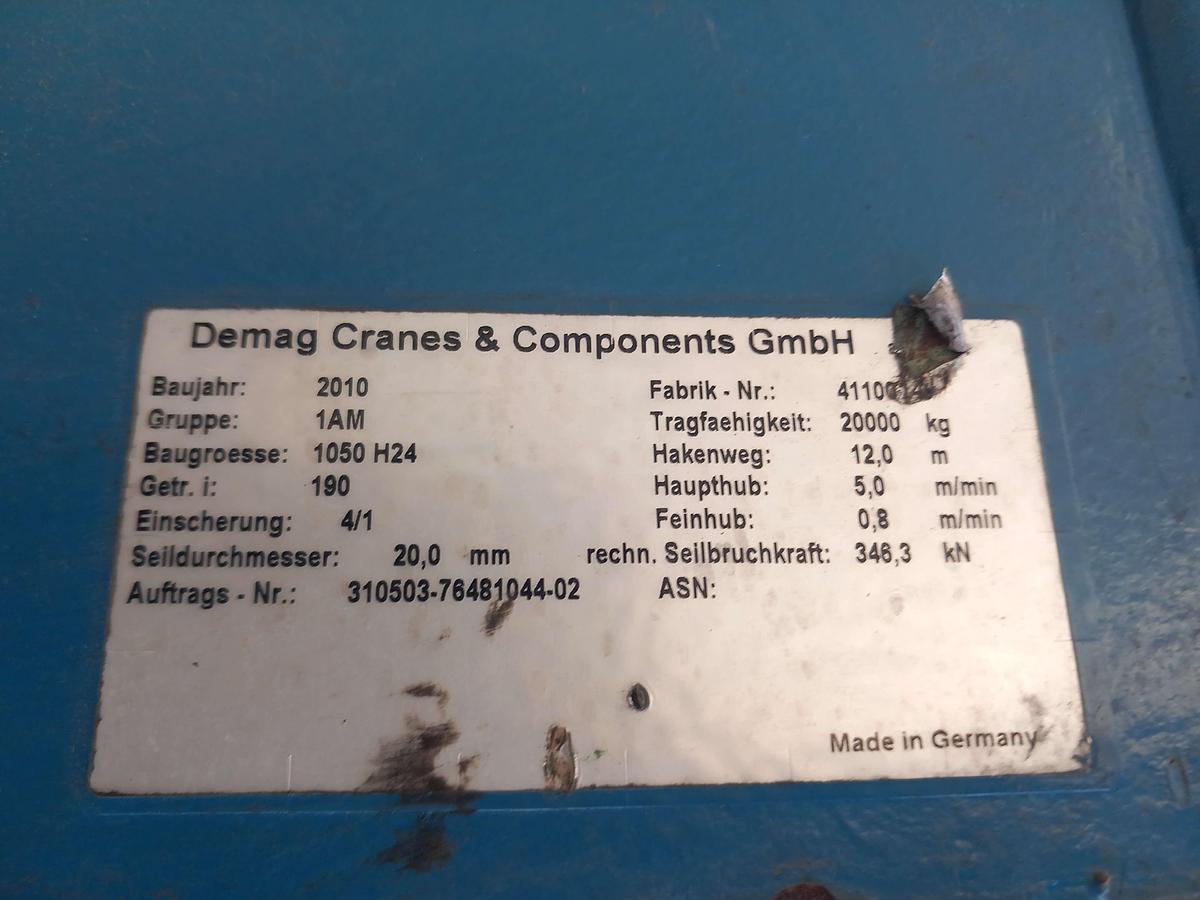 Demag Cranes & Components GmbH
Baujahr: 2010 Fabrik - Nr.:
Gruppe: 1AM Tragfaehigkeit: 20000 kg
Baugroesse: 1050 H24 Hakenweg: 12,0 m
Getr. i: 190 Haupthub: 5,0 m/min
Einscherung: 4/1 Feinhub: 0,8 m/min
Seildurchmesser: 20,0 mm rechn. Seilbruchkraft: 346,3 kN
Auftrags - Nr.: 310503-76481044-02 ASN:
Made in Germany